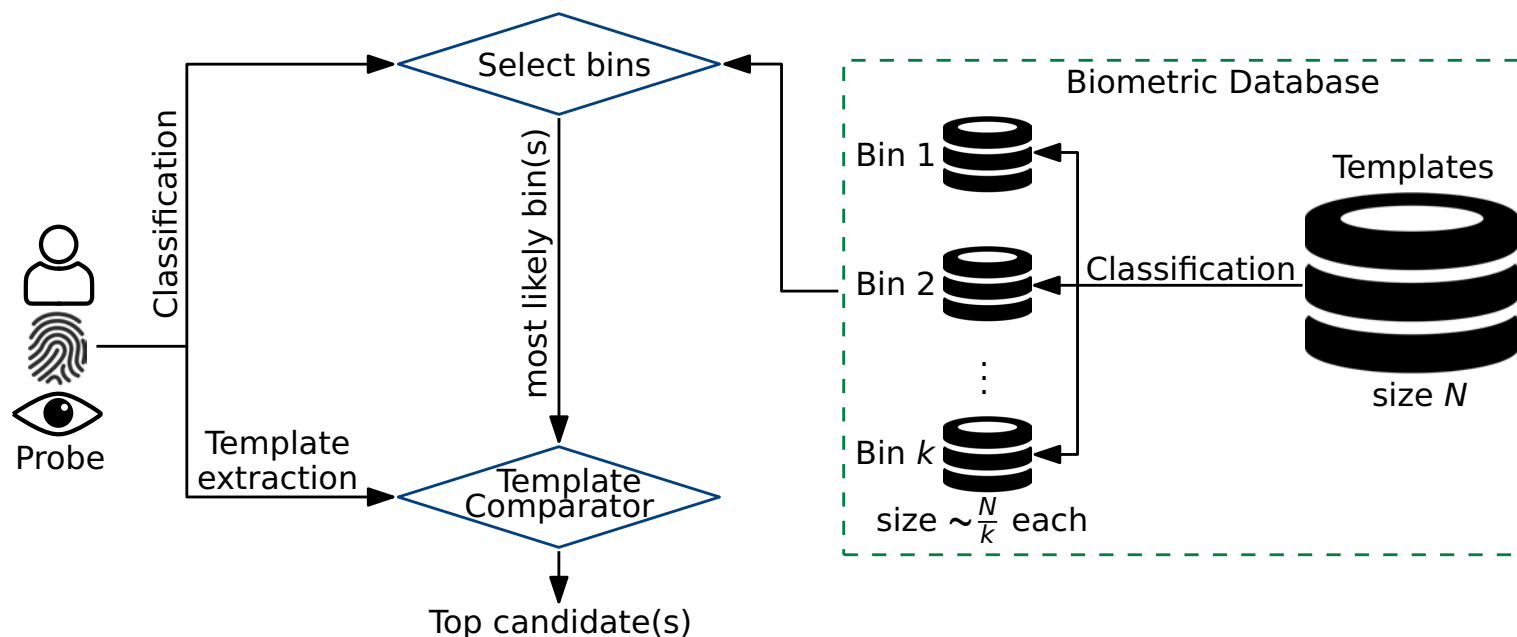 Select bins
Biometric Database
Classification
most likely bin(s)
Bin 1
Templates
Bin 2
Classification
⋮
size N
Bin k
size ~N/k each
Probe
Template
extraction
Template
Comparator
Top candidate(s)